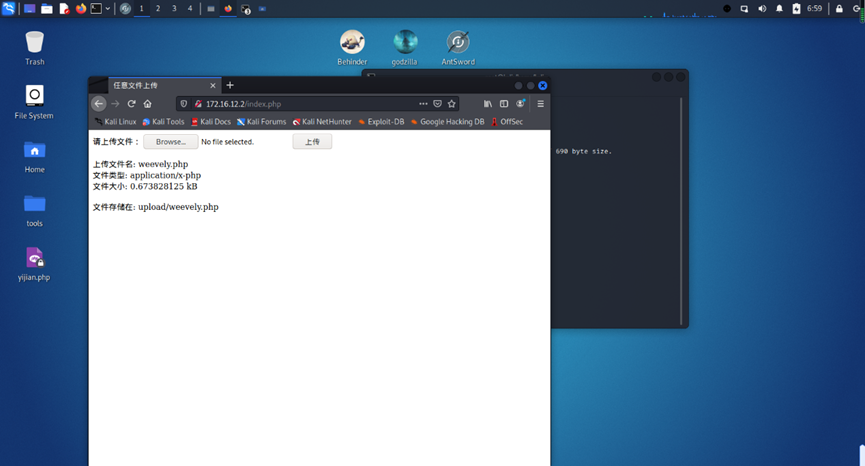 1 2 3 4 6:59
Trash
File System
Home
tools
yijian.php
Behinder godzilla AntSword
任意文件上传
172.16.12.2/index.php
Kali Linux Kali Tools Kali Docs Kali Forums Kali NetHunter Exploit-DB Google Hacking DB OffSec
请上传文件： Browse... No file selected. 上传
上传文件名: weevely.php
文件类型: application/x-php
文件大小: 0.673828125 kB
文件存储在: upload/weevely.php
690 byte size.